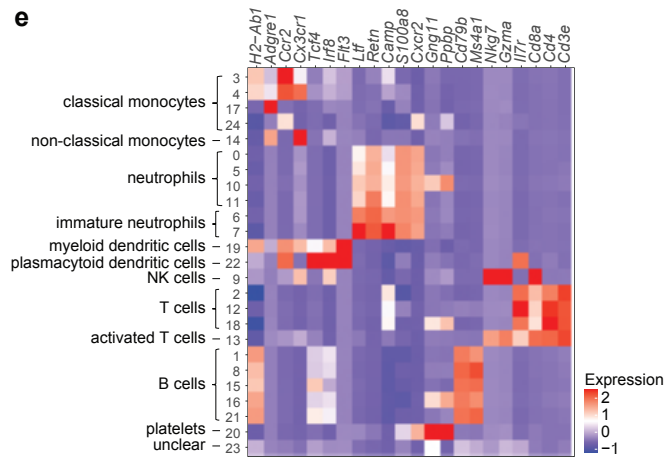 e
H2-Ab1 Adgre1 Ccr2 Cx3cr1 Tcf4 Irf8 Flt3 Ltf Retn Camp S100a8 Cxcr2 Gng11 Ppbp Cd79b Ms4a1 Nkg7 Gzma Il7r Cd8a Cd4 Cd3e
classical monocytes
3
4
17
24
non-classical monocytes 14
neutrophils
0
5
10
11
immature neutrophils
6
7
myeloid dendritic cells 19
plasmacytoid dendritic cells 22
NK cells 9
T cells
2
12
18
activated T cells 13
B cells
1
8
15
16
21
platelets 20
unclear 23
Expression
2
1
0
−1